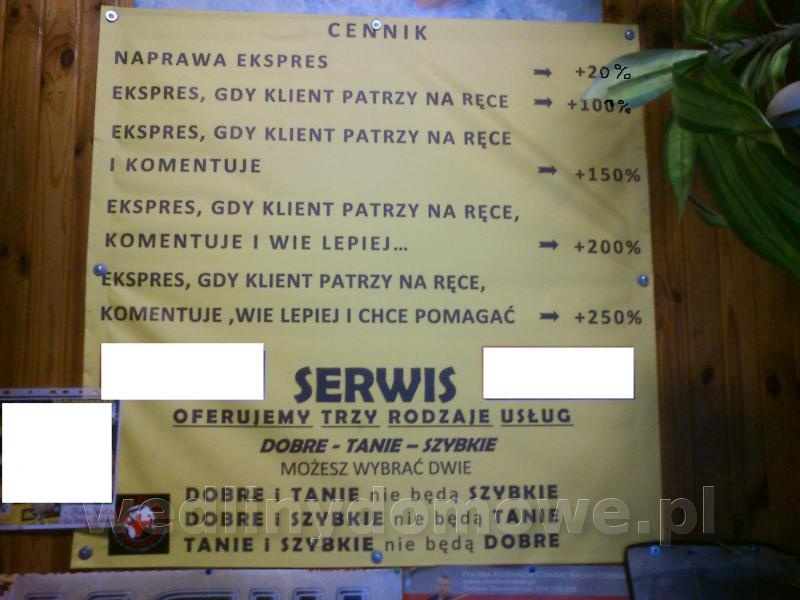 CENNIK
NAPRAWA EKSPRES ➡ +20%
EKSPRES, GDY KLIENT PATRZY NA RĘCE ➡ +100%
EKSPRES, GDY KLIENT PATRZY NA RĘCE
I KOMENTUJE ➡ +150%
EKSPRES, GDY KLIENT PATRZY NA RĘCE,
KOMENTUJE I WIE LEPIEJ... ➡ +200%
EKSPRES, GDY KLIENT PATRZY NA RĘCE,
KOMENTUJE ,WIE LEPIEJ I CHCE POMAGAĆ ➡ +250%
SERWIS
OFERUJEMY TRZY RODZAJE USŁUG
DOBRE - TANIE – SZYBKIE
MOŻESZ WYBRAĆ DWIE
DOBRE i TANIE nie będą SZYBKIE
DOBRE i SZYBKIE nie będą TANIE
TANIE i SZYBKIE nie będą DOBRE
wedlinydomowe.pl